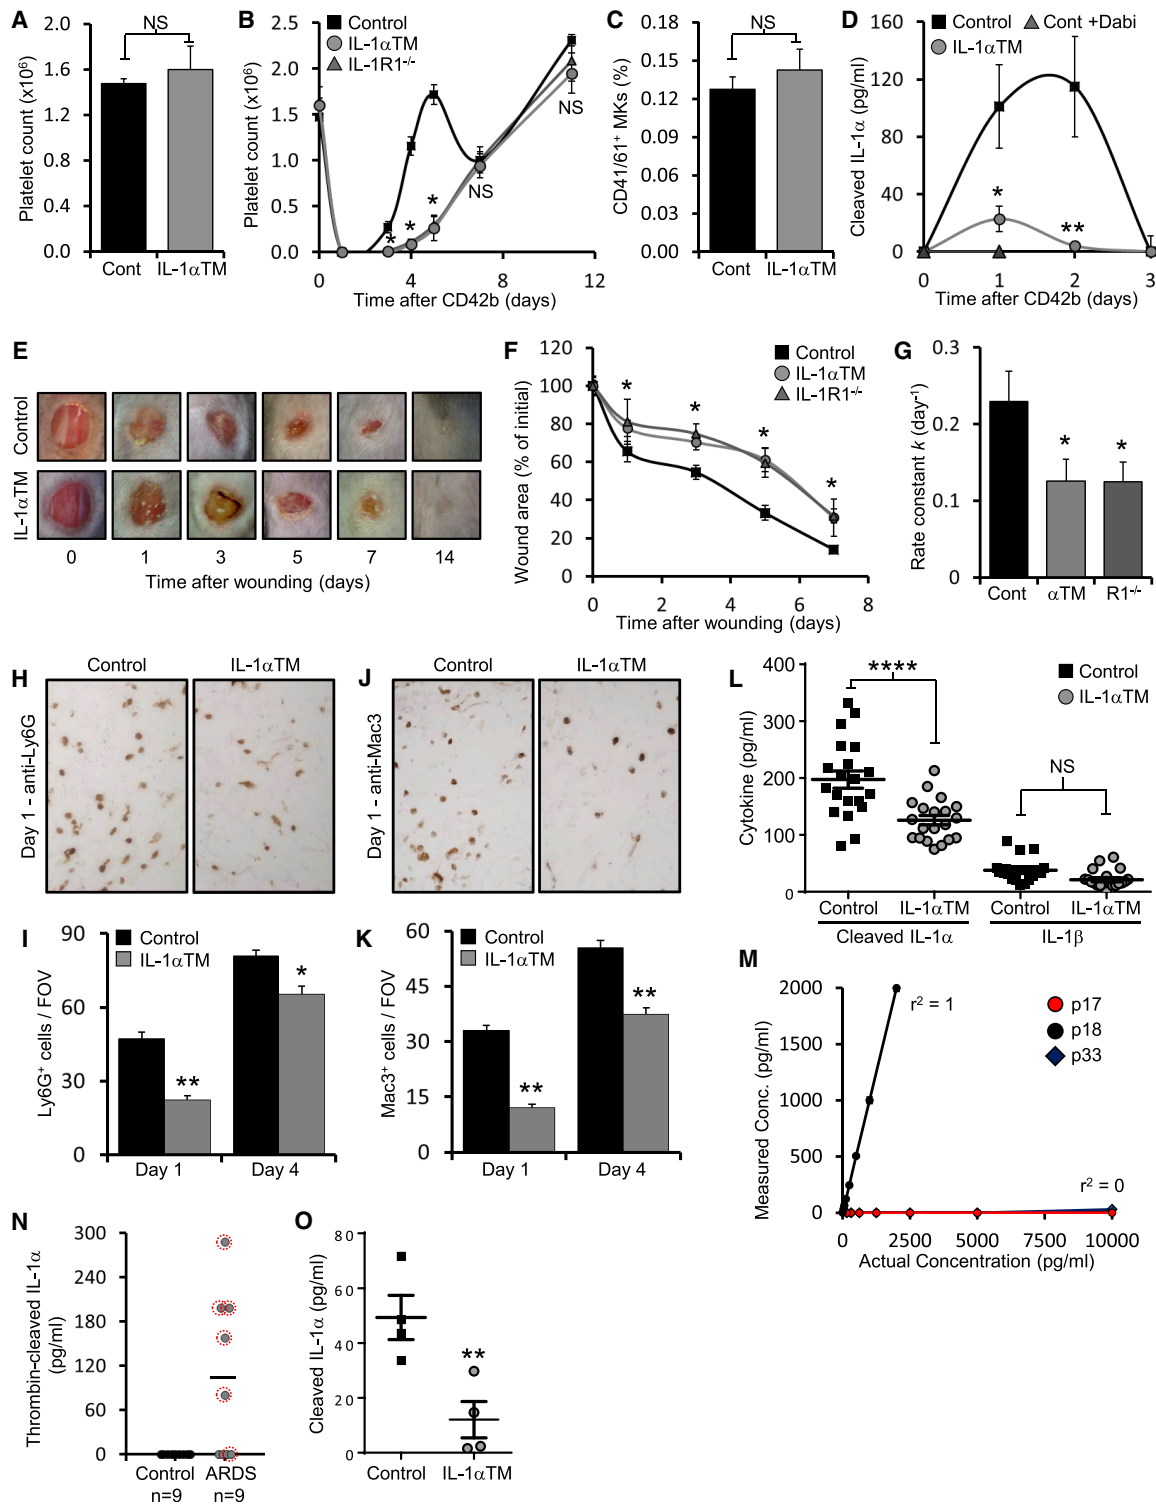 A
Platelet count (x10⁶)
2.0
1.6
1.2
0.8
0.4
0.0
NS
Cont
IL-1αTM
B
Platelet count (x10⁶)
2.5
2.0
1.5
1.0
0.5
0.0
Control
IL-1αTM
IL-1R1⁻/⁻
*
*
*
NS
NS
0
4
8
12
Time after CD42b (days)
C
CD41/61⁺ MKs (%)
0.18
0.15
0.12
0.09
0.06
0.03
0.00
NS
Cont
IL-1αTM
D
Cleaved IL-1α (pg/ml)
160
120
80
40
0
Control
Cont +Dabi
IL-1αTM
*
**
0
1
2
3
Time after CD42b (days)
E
Control
IL-1αTM
0
1
3
5
7
14
Time after wounding (days)
F
Wound area (% of initial)
120
100
80
60
40
20
0
Control
IL-1αTM
IL-1R1⁻/⁻
*
*
*
*
0
2
4
6
8
Time after wounding (days)
G
Rate constant k (day⁻¹)
0.3
0.2
0.1
0
*
*
Cont
αTM
R1⁻/⁻
H
Control
IL-1αTM
Day 1 - anti-Ly6G
J
Control
IL-1αTM
Day 1 - anti-Mac3
L
Cytokine (pg/ml)
400
300
200
100
0
****
Control
IL-1αTM
NS
Control
IL-1αTM
Control
IL-1αTM
Cleaved IL-1α
IL-1β
I
Ly6G⁺ cells / FOV
90
60
30
0
Control
IL-1αTM
**
*
Day 1
Day 4
K
Mac3⁺ cells / FOV
60
45
30
15
0
Control
IL-1αTM
**
**
Day 1
Day 4
M
Measured Conc. (pg/ml)
2000
1500
1000
500
0
r² = 1
p17
p18
p33
r² = 0
0
2500
5000
7500
10000
Actual Concentration (pg/ml)
N
Thrombin-cleaved IL-1α
(pg/ml)
300
240
180
120
60
0
Control
n=9
ARDS
n=9
O
Cleaved IL-1α (pg/ml)
80
60
40
20
0
**
Control
IL-1αTM